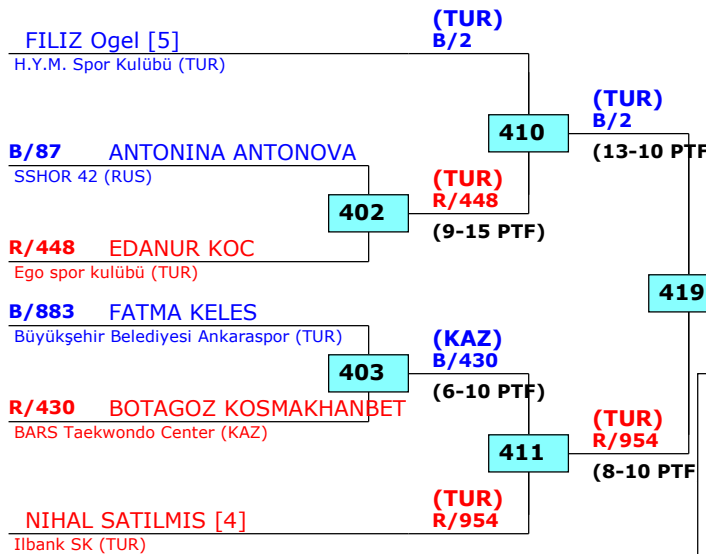 (TUR)
B/2
FILIZ Ogel [5]
H.Y.M. Spor Kulübü (TUR)
(TUR)
B/2
410
(13-10 PTF
B/87 ANTONINA ANTONOVA
SSHOR 42 (RUS)
(TUR)
R/448
402
(9-15 PTF)
R/448 EDANUR KOC
Ego spor kulübü (TUR)
419
B/883 FATMA KELES
Büyükşehir Belediyesi Ankaraspor (TUR)
(KAZ)
B/430
403
(6-10 PTF)
R/430 BOTAGOZ KOSMAKHANBET
BARS Taekwondo Center (KAZ)
(TUR)
R/954
411
(8-10 PTF
(TUR)
R/954
NIHAL SATILMIS [4]
Ilbank SK (TUR)